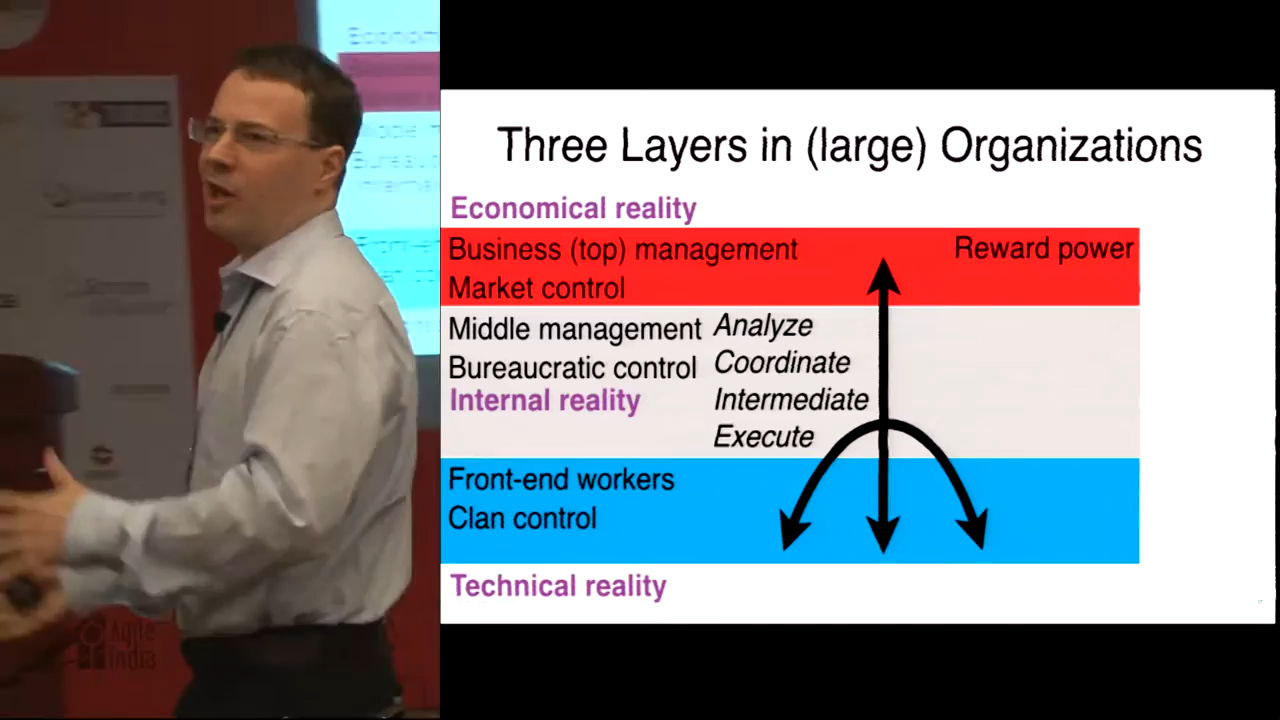 Three Layers in (large) Organizations
Economical reality
Business (top) management
Reward power
Market control
Middle management
Analyze
Bureaucratic control
Coordinate
Internal reality
Intermediate
Execute
Front-end workers
Clan control
Technical reality
Econom
Agile
India